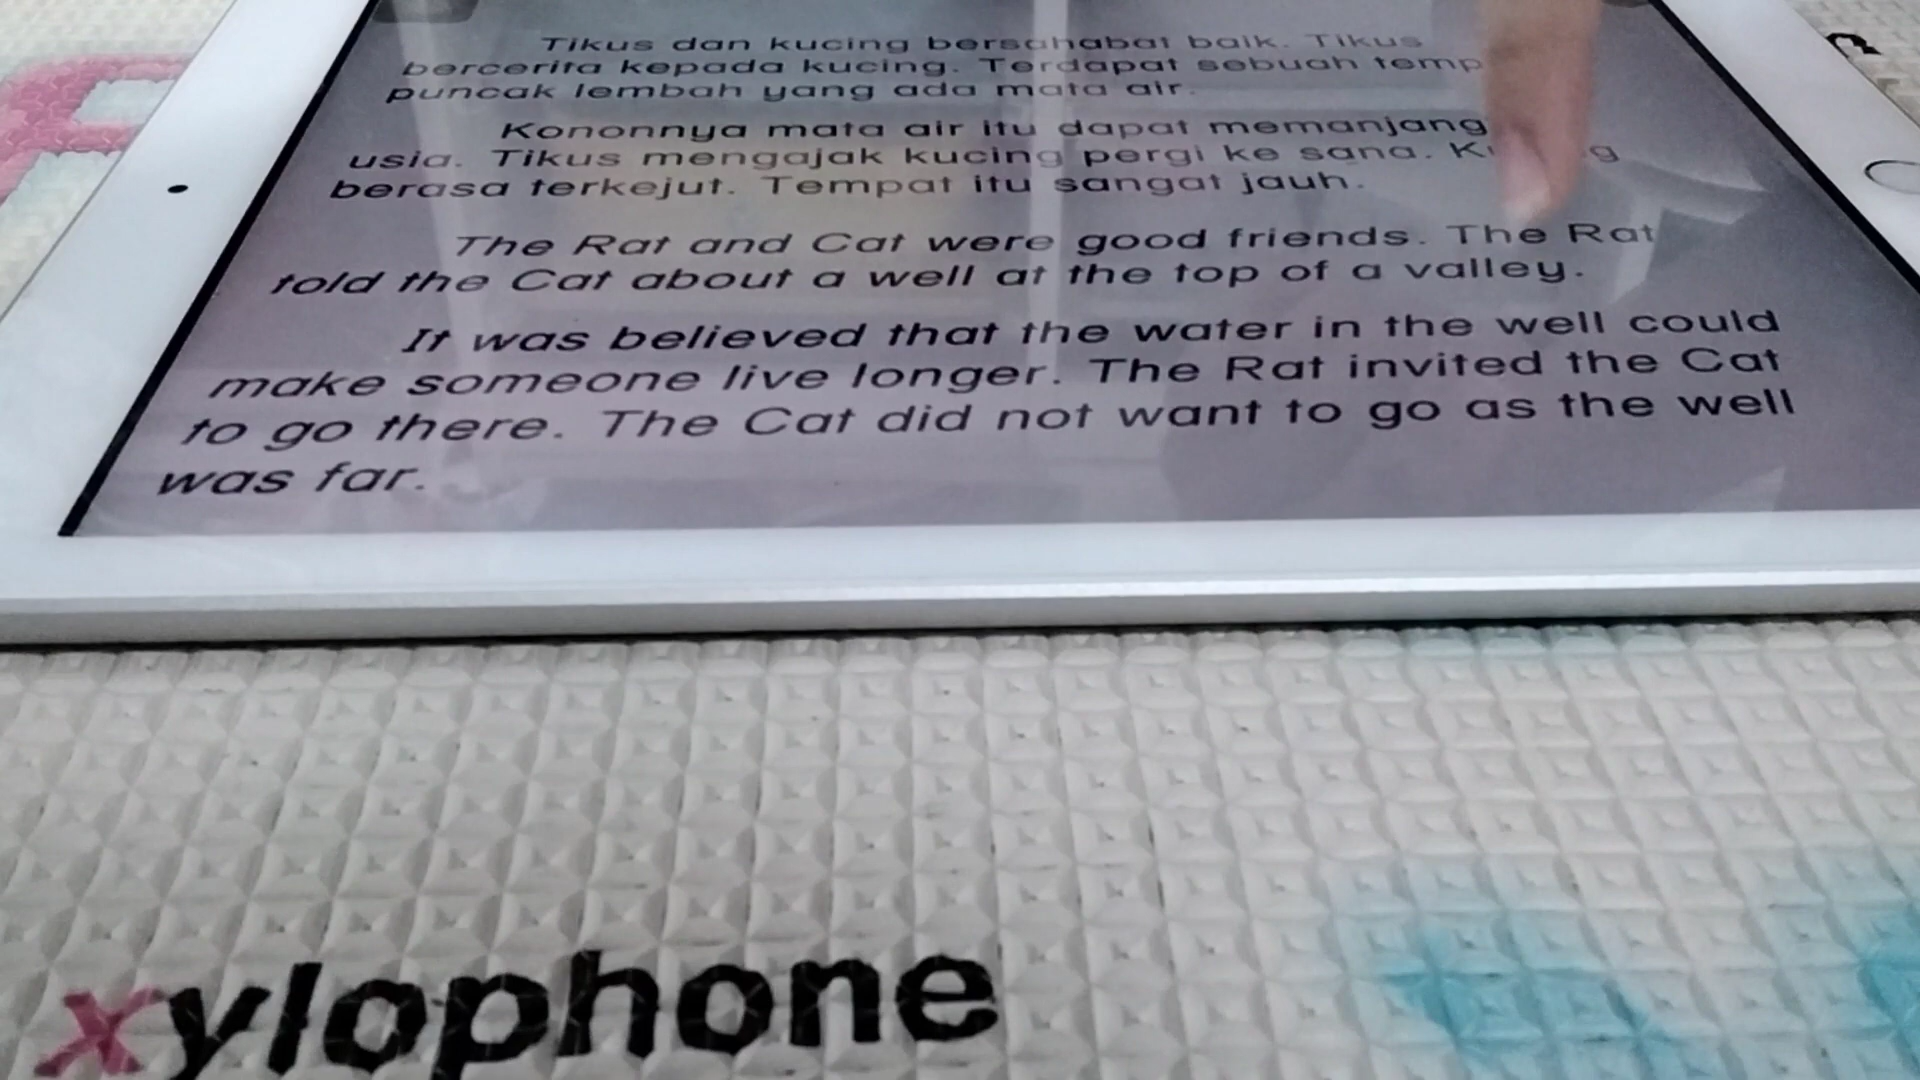 Tikus dan kucing bersahabat baik. Tikus
bercerita kepada kucing. Terdapat sebuah
puncak lembah yang ada mata air.
Kononnya mata air itu dapat memanjang
usia. Tikus mengajak kucing pergi ke sana.
berasa terkejut. Tempat itu sangat jauh.
The Rat and Cat were good friends. The Rat
told the Cat about a well at the top of a valley.
It was believed that the water in the well could
make someone live longer. The Rat invited the Cat
to go there. The Cat did not want to go as the well
was far.
xylophone